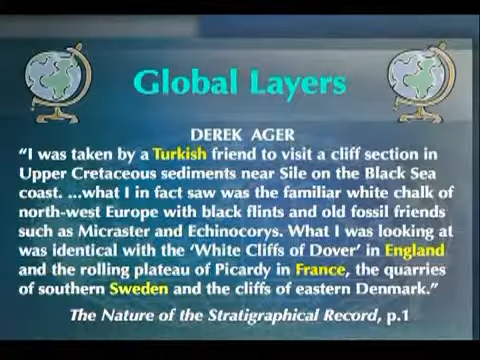 Global Layers
DEREK AGER
“I was taken by a Turkish friend to visit a cliff section in
Upper Cretaceous sediments near Sile on the Black Sea
coast. ...what I in fact saw was the familiar white chalk of
north-west Europe with black flints and old fossil friends
such as Micraster and Echinocorys. What I was looking at
was identical with the ‘White Cliffs of Dover’ in England
and the rolling plateau of Picardy in France, the quarries
of southern Sweden and the cliffs of eastern Denmark.”
The Nature of the Stratigraphical Record, p.1